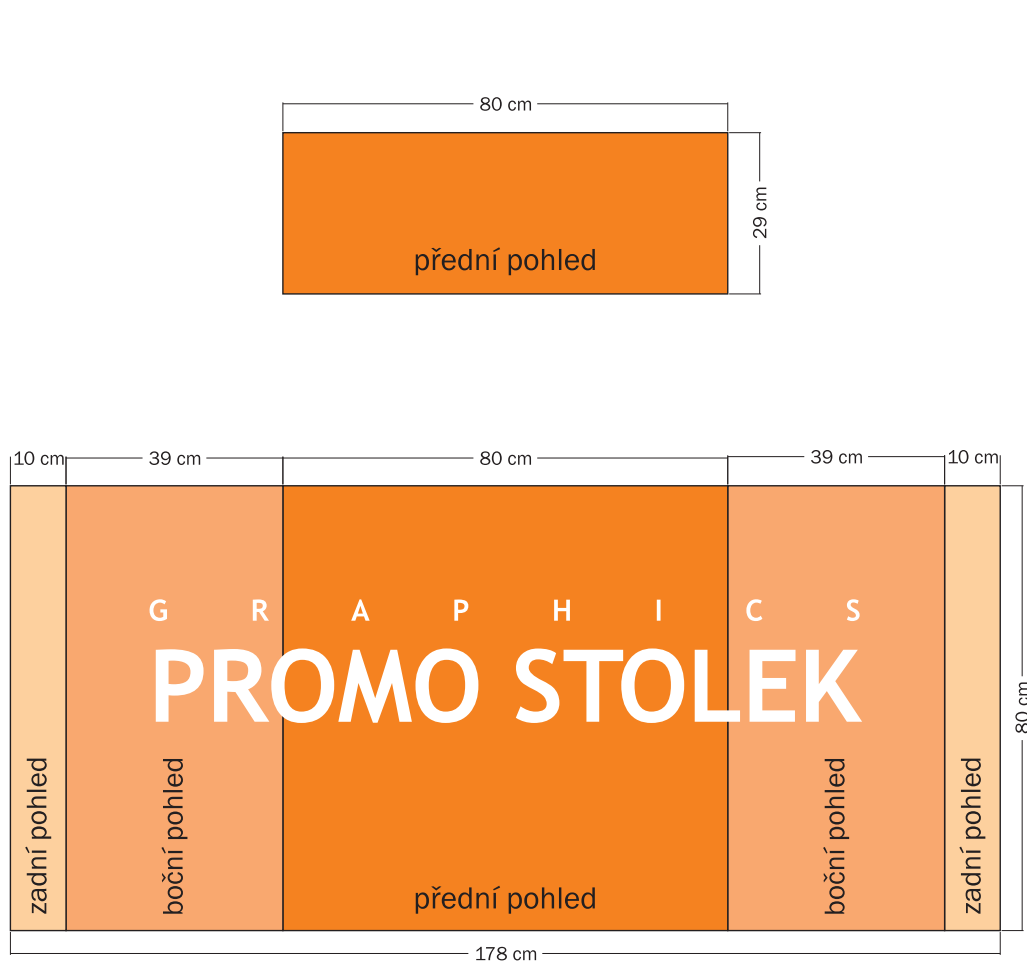 80 cm
29 cm
přední pohled
10 cm
39 cm
80 cm
39 cm
10 cm
G R A P H I C S
PROMO STOLEK
80 cm
zadní pohled
boční pohled
přední pohled
boční pohled
zadní pohled
178 cm